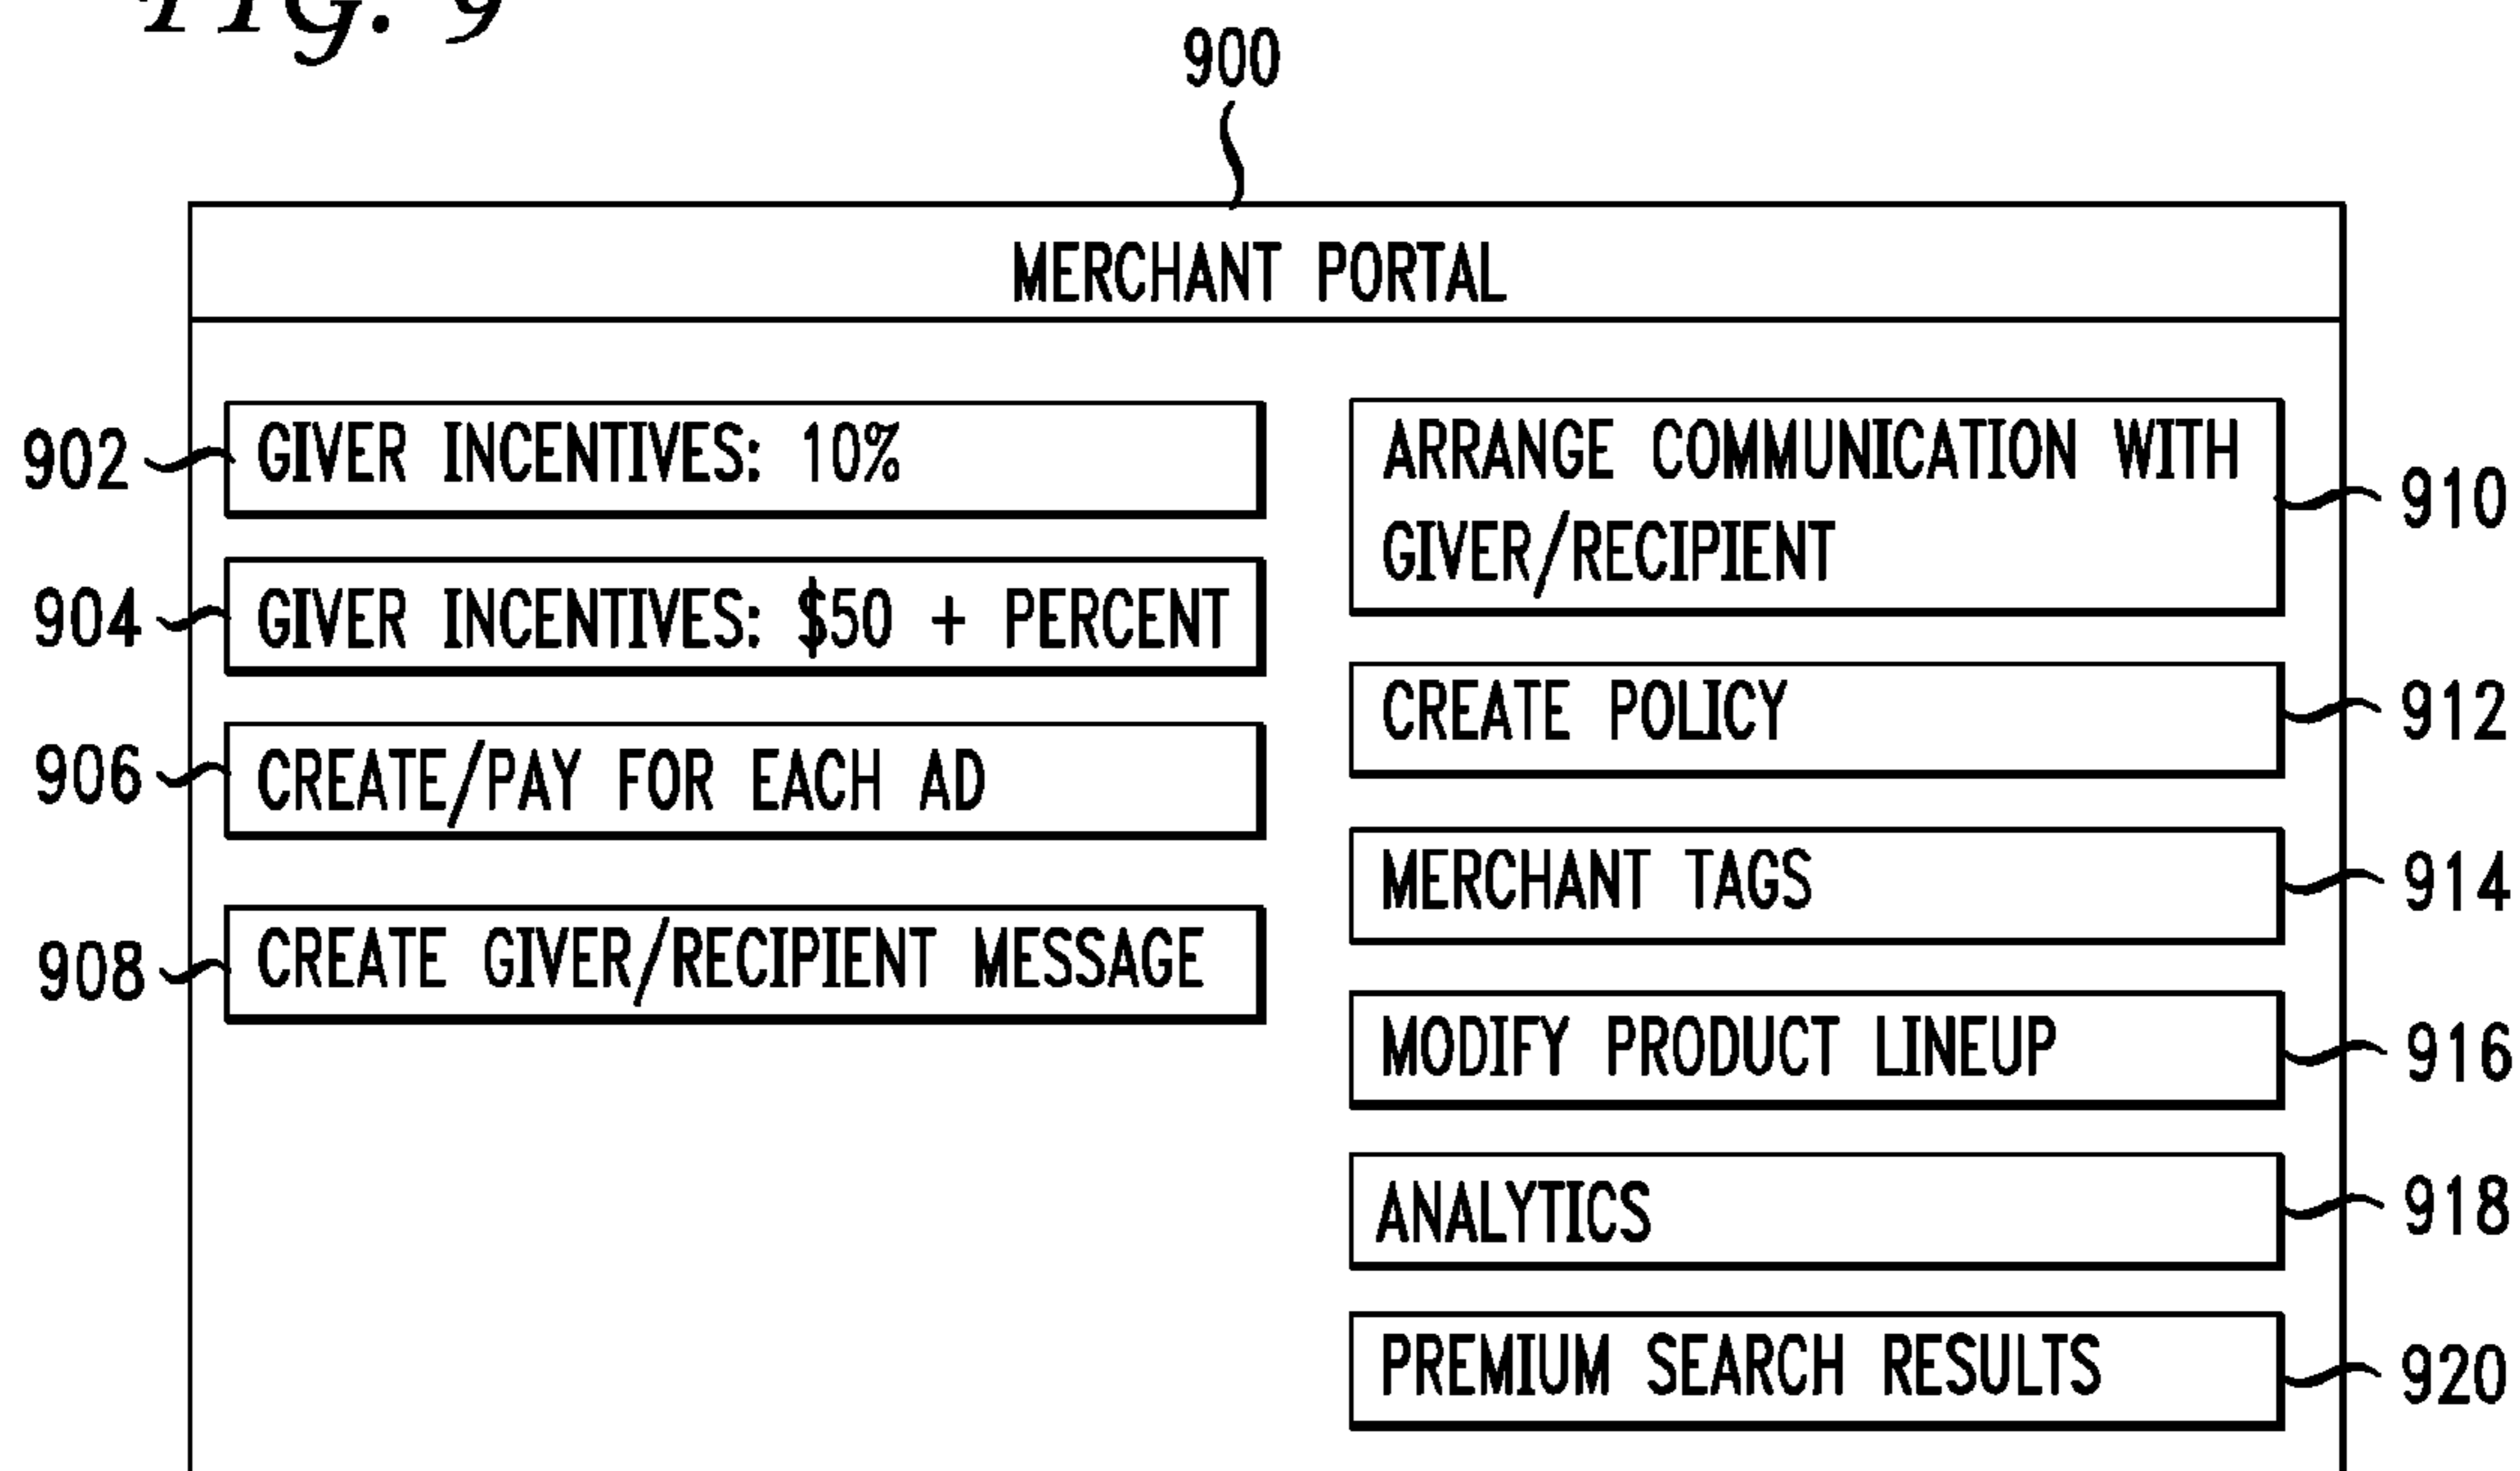 FIG. 9
900
MERCHANT PORTAL
902
GIVER INCENTIVES: 10%
904
GIVER INCENTIVES: $50 + PERCENT
906
CREATE/PAY FOR EACH AD
908
CREATE GIVER/RECIPIENT MESSAGE
ARRANGE COMMUNICATION WITH
GIVER/RECIPIENT
910
CREATE POLICY
912
MERCHANT TAGS
914
MODIFY PRODUCT LINEUP
916
ANALYTICS
918
PREMIUM SEARCH RESULTS
920